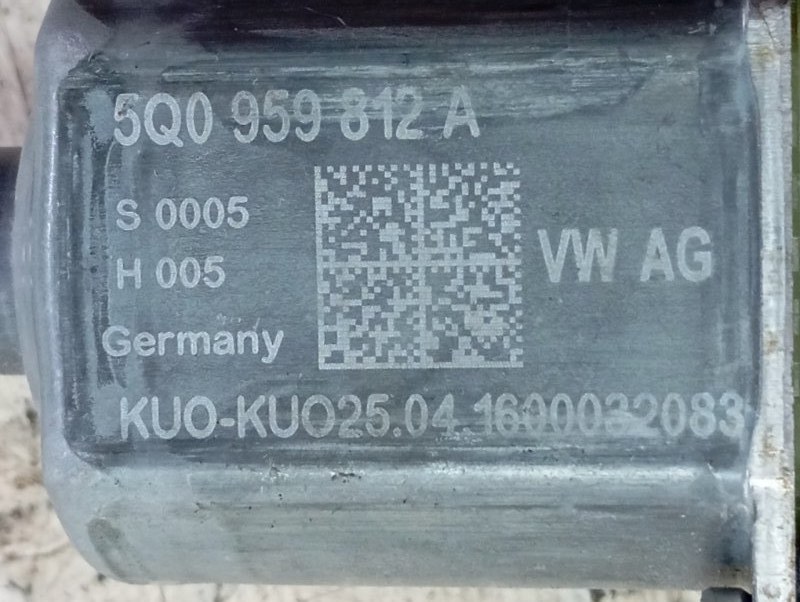 5Q0 959 812 A
S 0005
H 005
VW AG
Germany
KUO-KUO25.04.1600032083